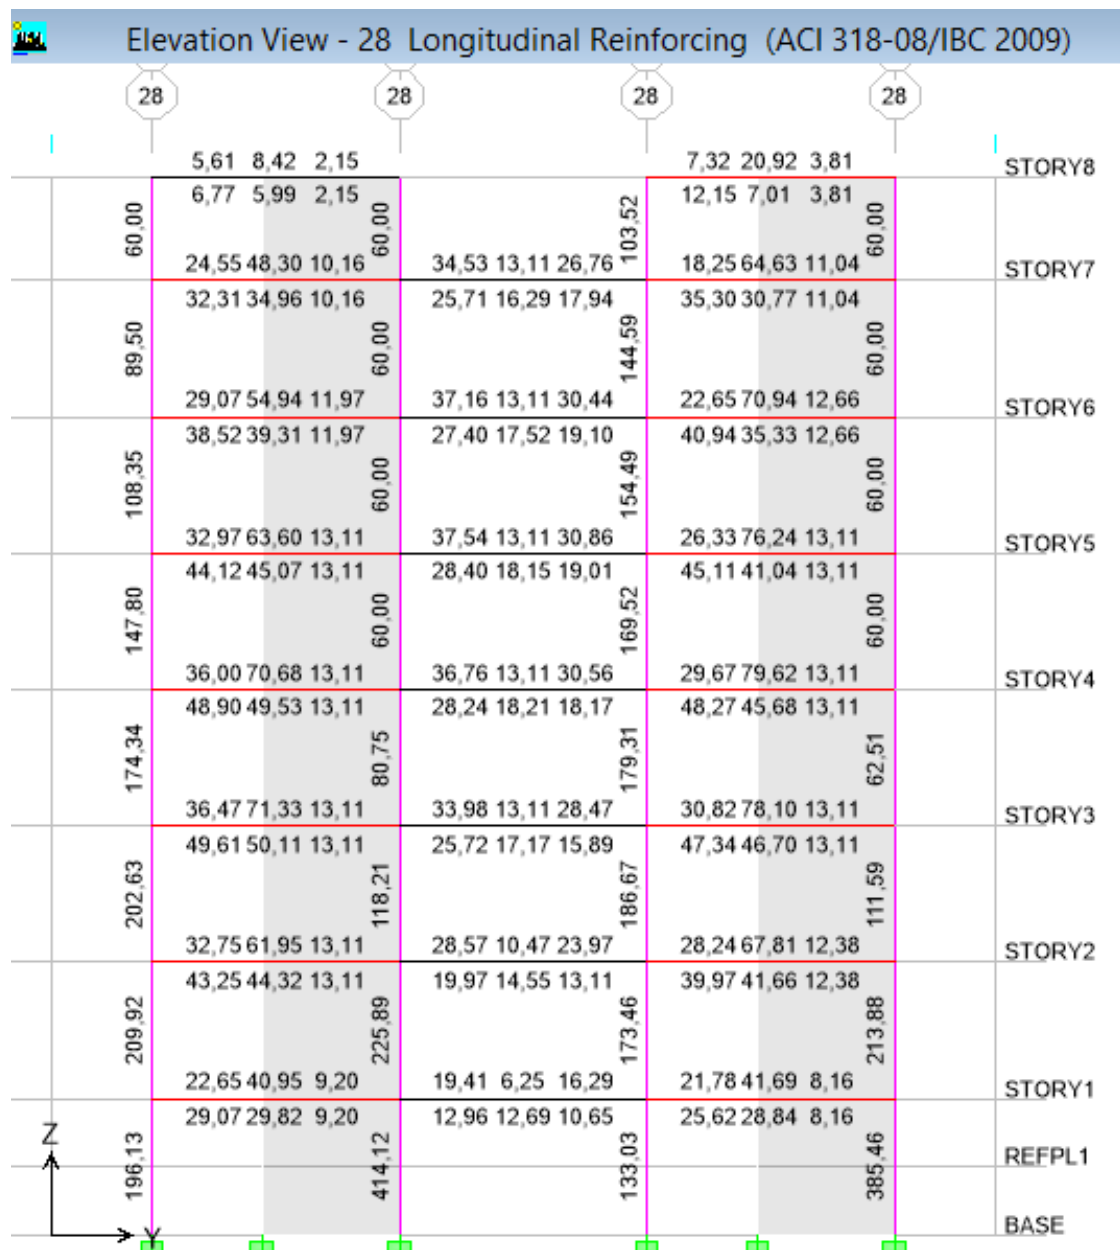 Elevation View - 28 Longitudinal Reinforcing (ACI 318-08/IBC 2009)
28 28 28 28
5,61 8,42 2,15 7,32 20,92 3,81 STORY8
6,77 5,99 2,15 12,15 7,01 3,81
60,00 60,00 103,52 60,00
24,55 48,30 10,16 34,53 13,11 26,76 18,25 64,63 11,04 STORY7
32,31 34,96 10,16 25,71 16,29 17,94 35,30 30,77 11,04
89,50 60,00 144,59 60,00
29,07 54,94 11,97 37,16 13,11 30,44 22,65 70,94 12,66 STORY6
38,52 39,31 11,97 27,40 17,52 19,10 40,94 35,33 12,66
108,35 60,00 154,49 60,00
32,97 63,60 13,11 37,54 13,11 30,86 26,33 76,24 13,11 STORY5
44,12 45,07 13,11 28,40 18,15 19,01 45,11 41,04 13,11
147,80 60,00 169,52 60,00
36,00 70,68 13,11 36,76 13,11 30,56 29,67 79,62 13,11 STORY4
48,90 49,53 13,11 28,24 18,21 18,17 48,27 45,68 13,11
174,34 80,75 179,31 62,51
36,47 71,33 13,11 33,98 13,11 28,47 30,82 78,10 13,11 STORY3
49,61 50,11 13,11 25,72 17,17 15,89 47,34 46,70 13,11
202,63 118,21 186,67 111,59
32,75 61,95 13,11 28,57 10,47 23,97 28,24 67,81 12,38 STORY2
43,25 44,32 13,11 19,97 14,55 13,11 39,97 41,66 12,38
209,92 225,89 173,46 213,88
22,65 40,95 9,20 19,41 6,25 16,29 21,78 41,69 8,16 STORY1
29,07 29,82 9,20 12,96 12,69 10,65 25,62 28,84 8,16
Z
196,13 414,12 133,03 385,46 REFPL1
Y BASE